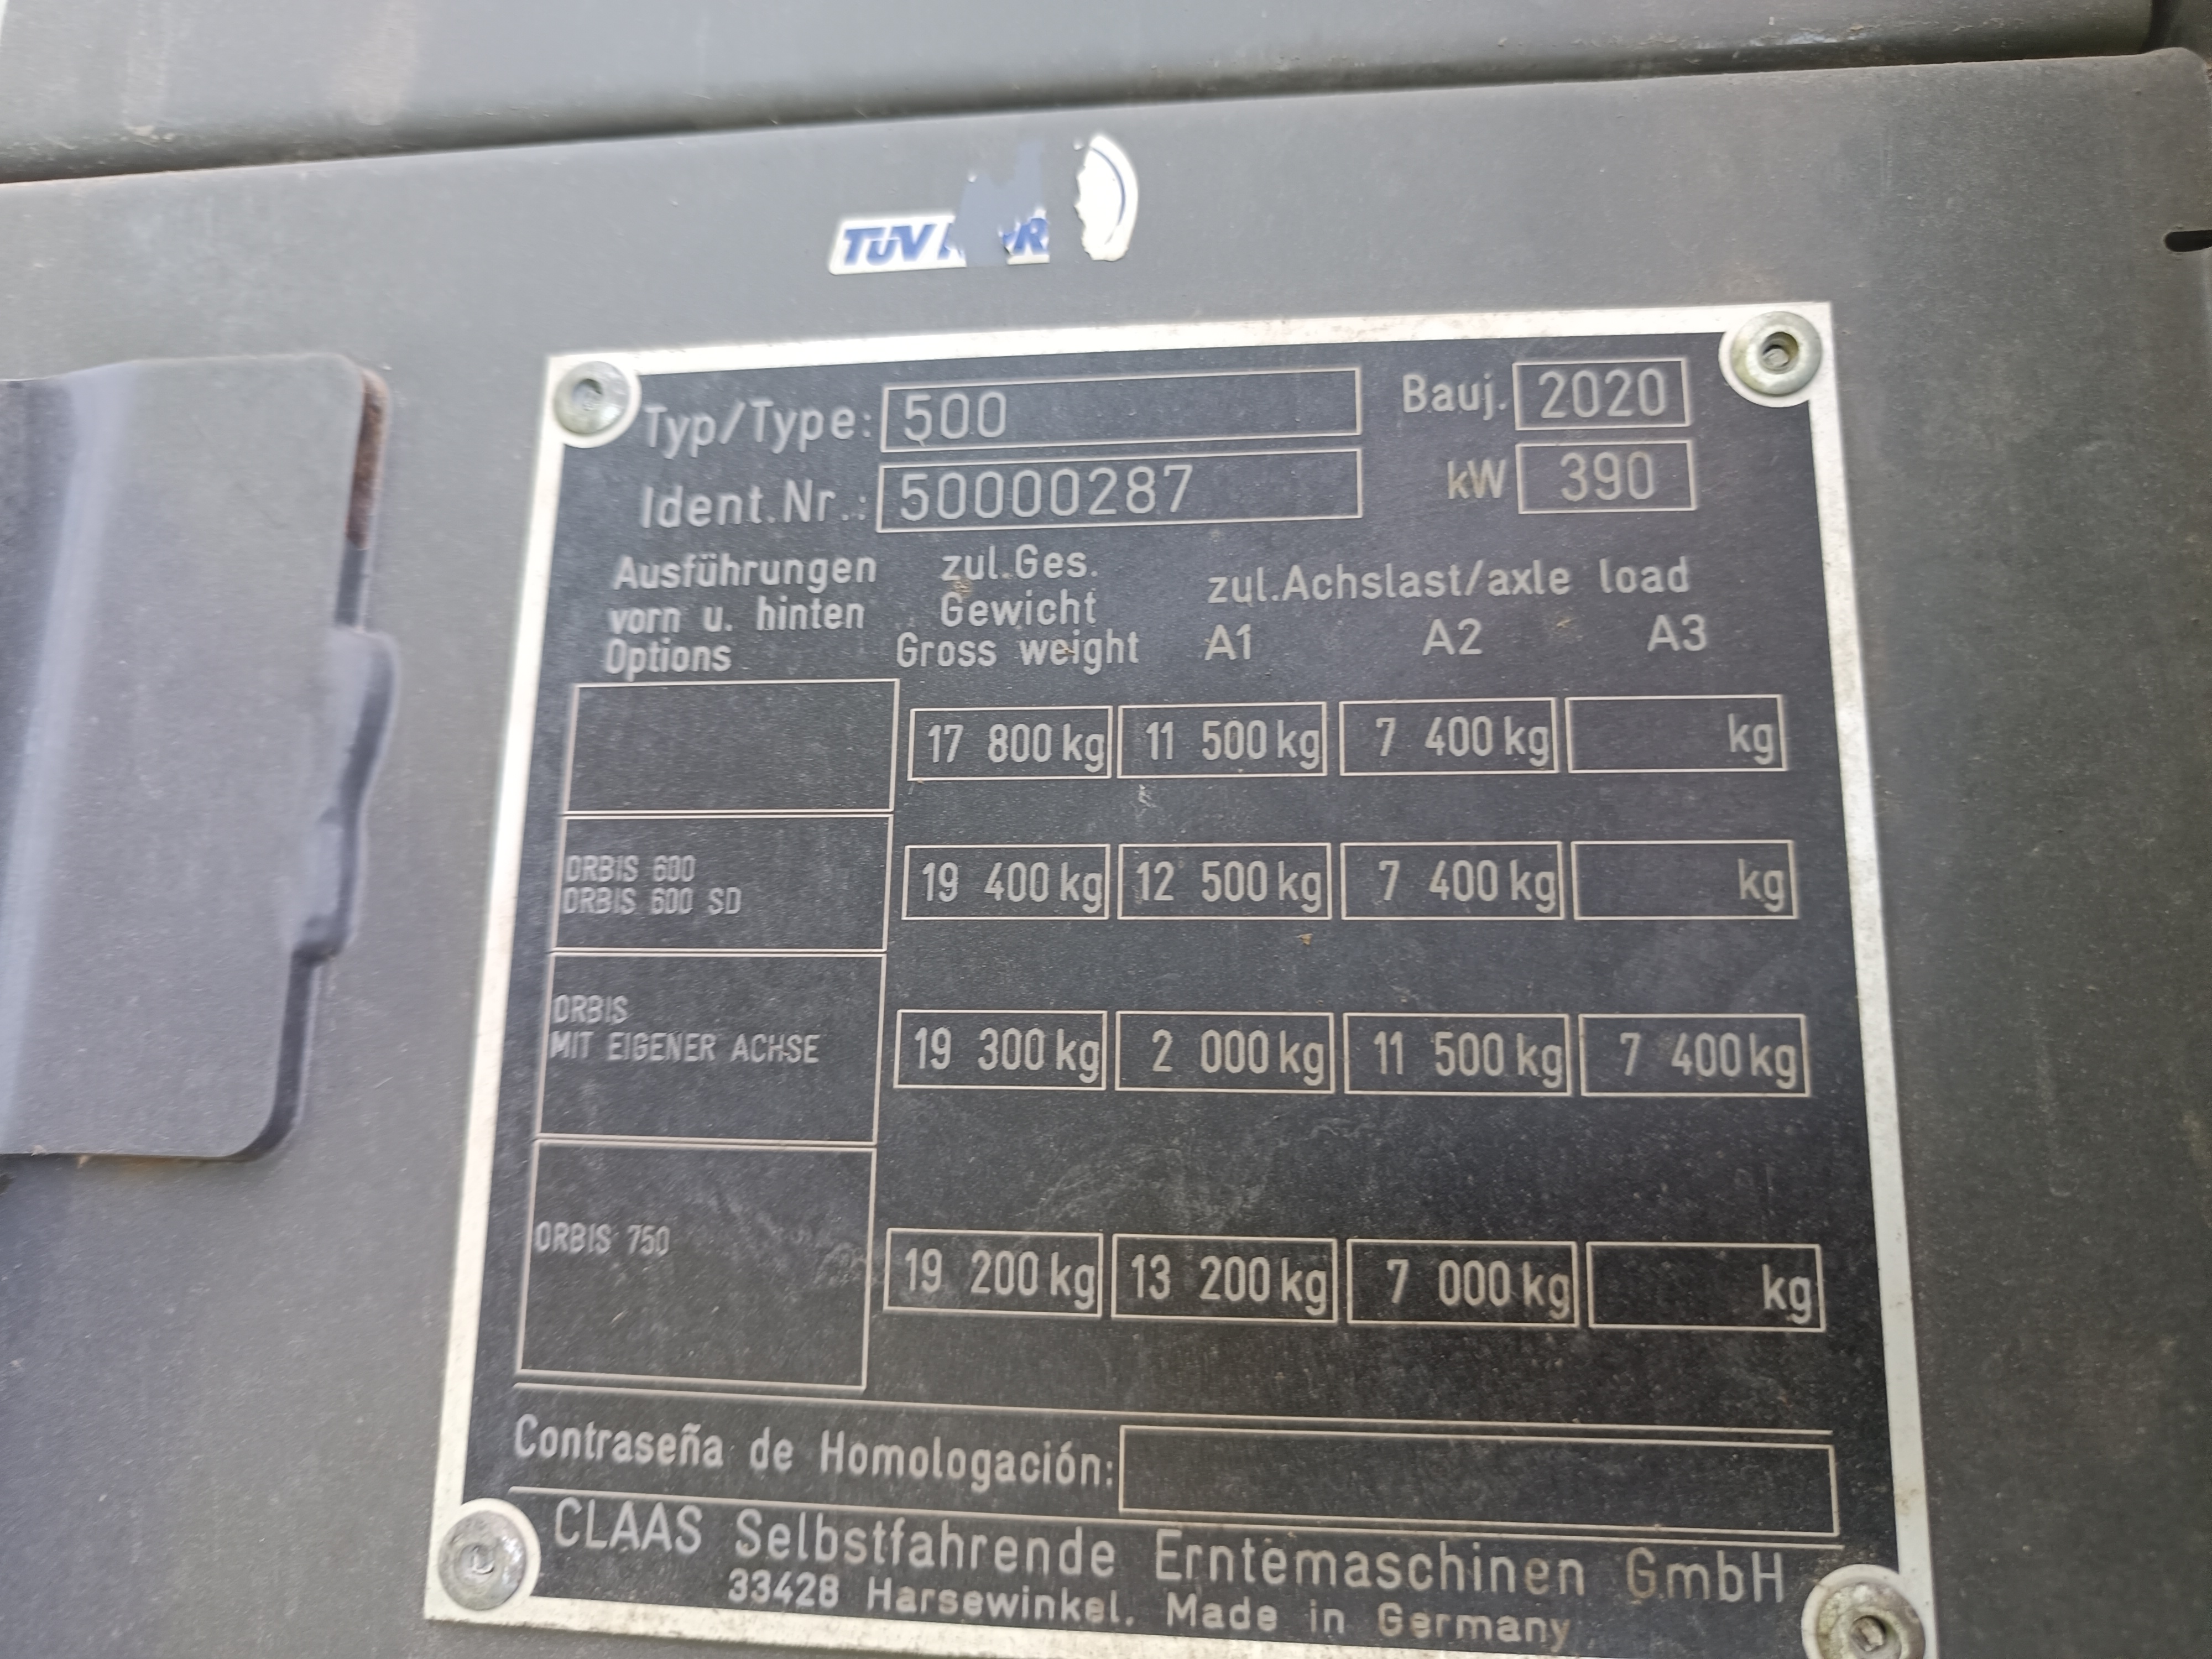 TÜV
Typ/Type: 500 Bauj. 2020
Ident.Nr.: 50000287 kW 390
Ausführungen zul.Ges. zul.Achslast/axle load
vorn u. hinten Gewicht
Options Gross weight A1 A2 A3
17 800 kg 11 500 kg 7 400 kg kg
ORBIS 600
ORBIS 600 SD
19 400 kg 12 500 kg 7 400 kg kg
ORBIS
MIT EIGENER ACHSE
19 300 kg 2 000 kg 11 500 kg 7 400 kg
ORBIS 750
19 200 kg 13 200 kg 7 000 kg kg
Contraseña de Homologación:
CLAAS Selbstfahrende Erntemaschinen GmbH
33428 Harsewinkel. Made in Germany